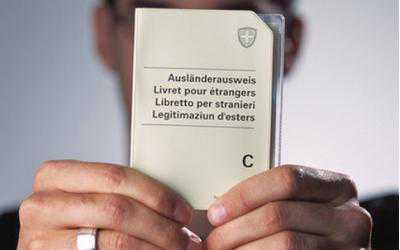 Ausländerausweis
Livret pour étrangers
Libretto per stranieri
Legitimaziun d'esters
C